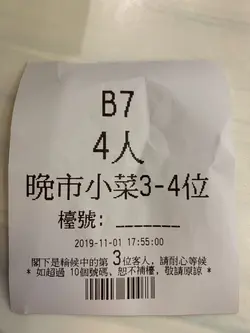 B7
4人
晚市小菜3-4位
檯號: _______
2019-11-01 17:55:00
閣下是輪候中的第 3位客人，請耐心等候
* 如超過 10個號碼，恕不補檯，敬請原諒 *